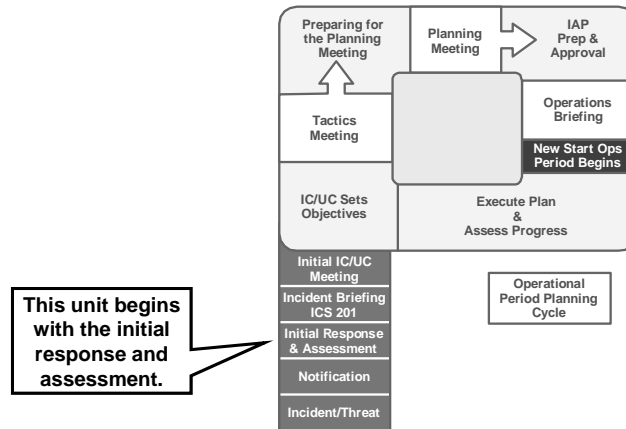 Preparing for
the Planning
Meeting
Planning
Meeting
IAP
Prep &
Approval
Tactics
Meeting
Operations
Briefing
New Start Ops
Period Begins
IC/UC Sets
Objectives
Execute Plan
&
Assess Progress
Initial IC/UC
Meeting
Incident Briefing
ICS 201
Initial Response
& Assessment
Notification
Incident/Threat
Operational
Period Planning
Cycle
This unit begins
with the initial
response and
assessment.